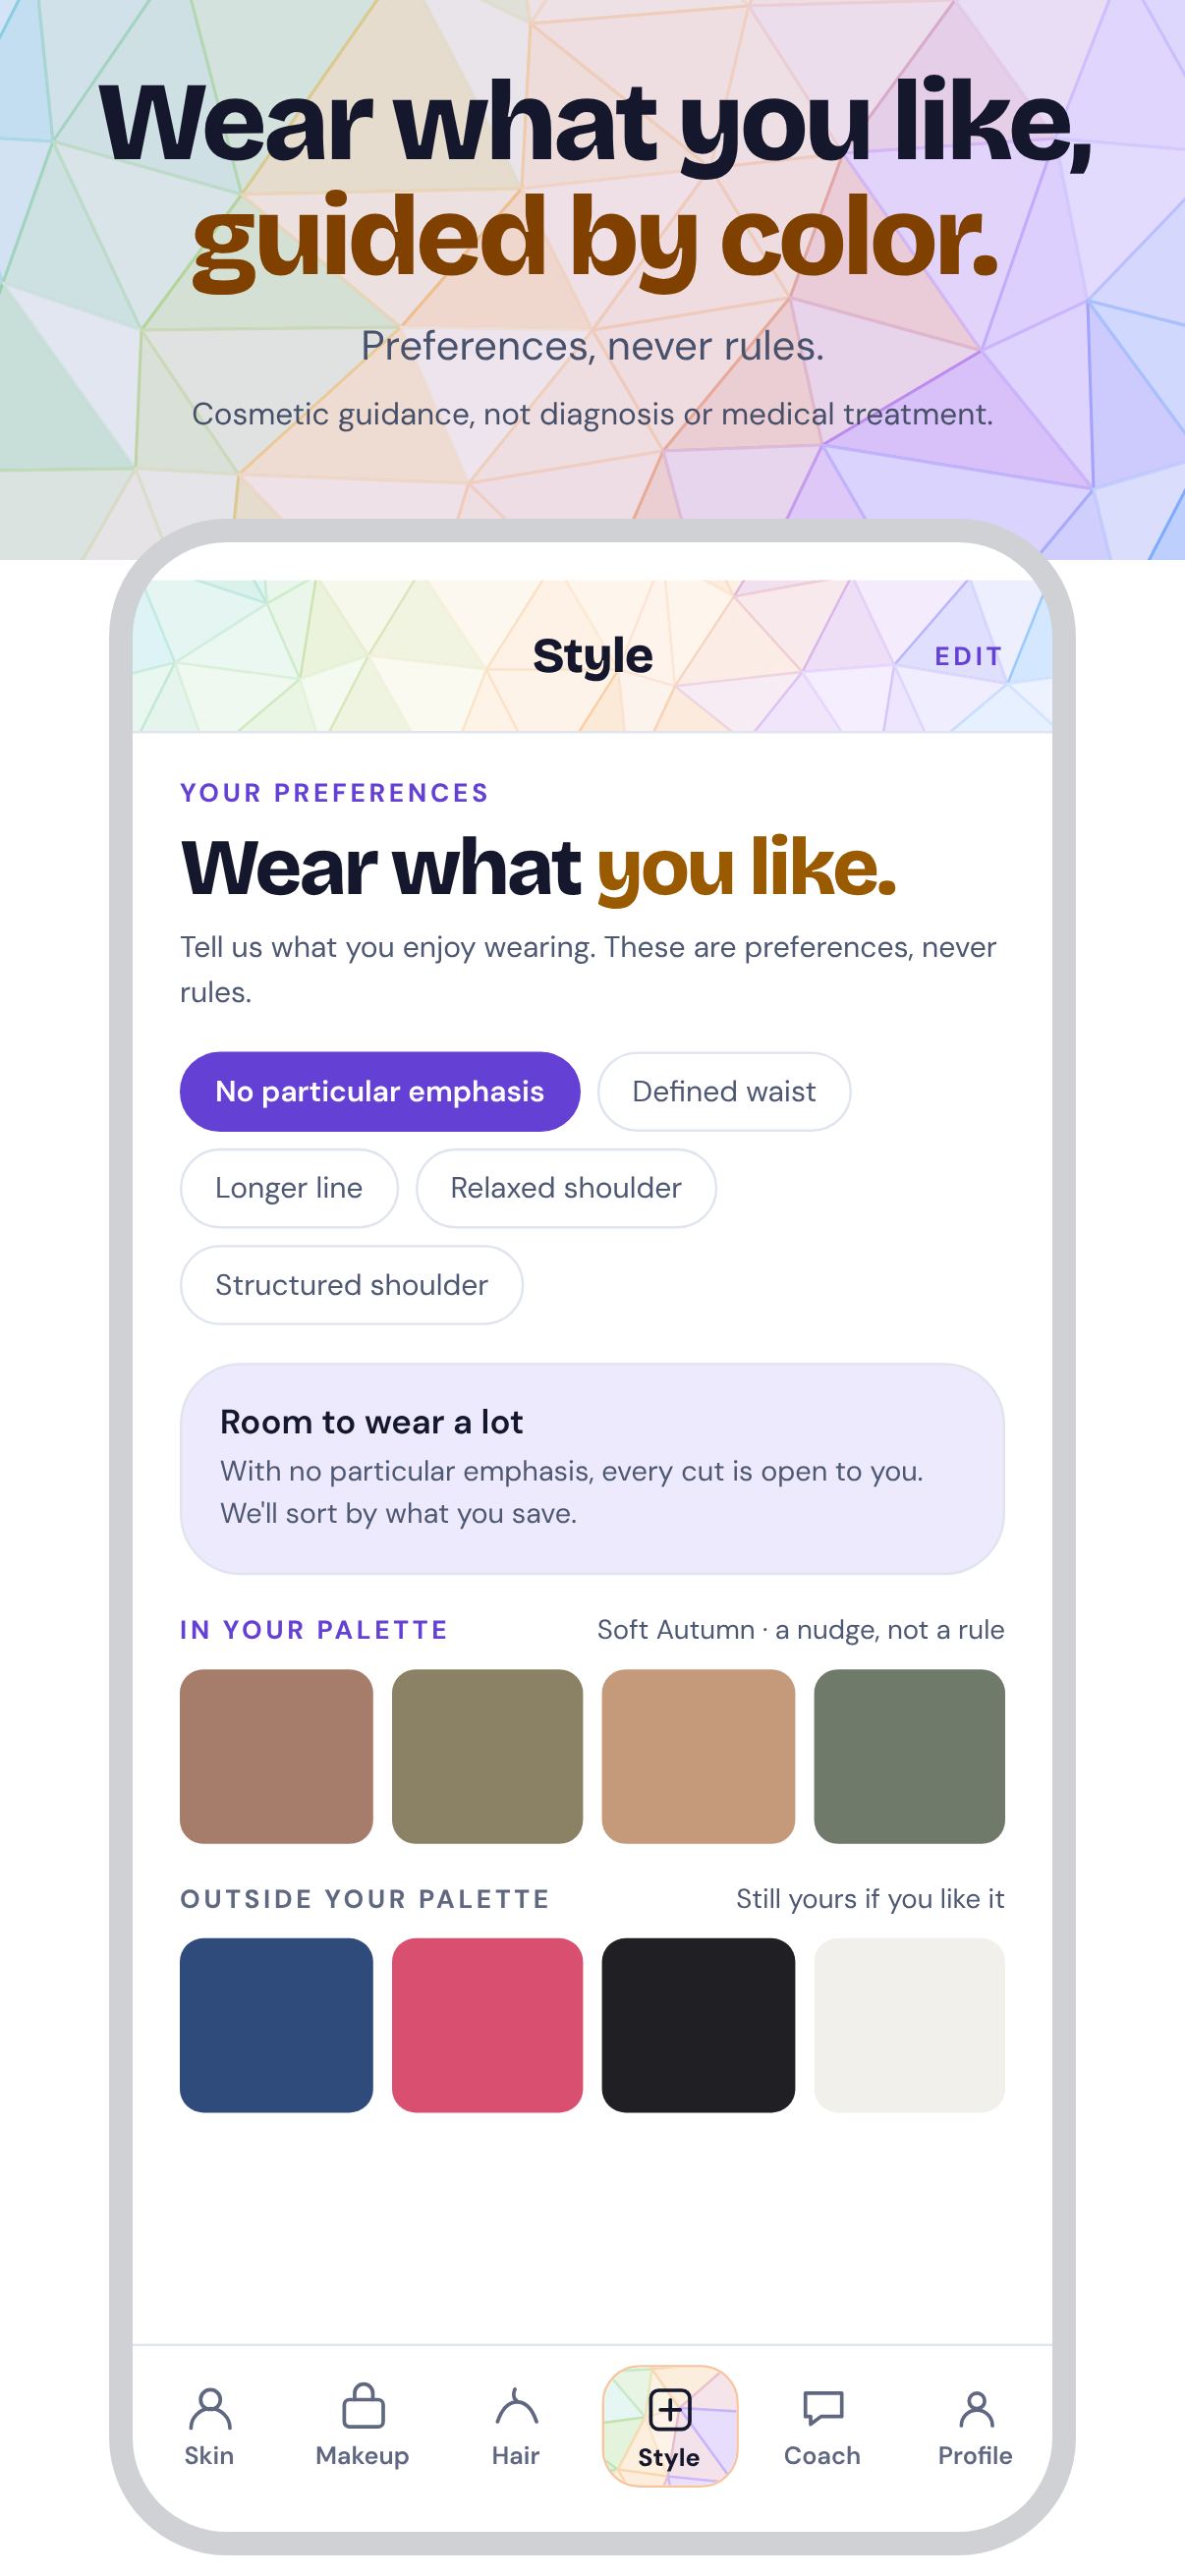 Wear what you like,
guided by color.
Preferences, never rules.
Cosmetic guidance, not diagnosis or medical treatment.
Style
EDIT
YOUR PREFERENCES
Wear what you like.
Tell us what you enjoy wearing. These are preferences, never
rules.
No particular emphasis
Defined waist
Longer line
Relaxed shoulder
Structured shoulder
Room to wear a lot
With no particular emphasis, every cut is open to you.
We'll sort by what you save.
IN YOUR PALETTE
Soft Autumn · a nudge, not a rule
OUTSIDE YOUR PALETTE
Still yours if you like it
Skin
Makeup
Hair
Style
Coach
Profile